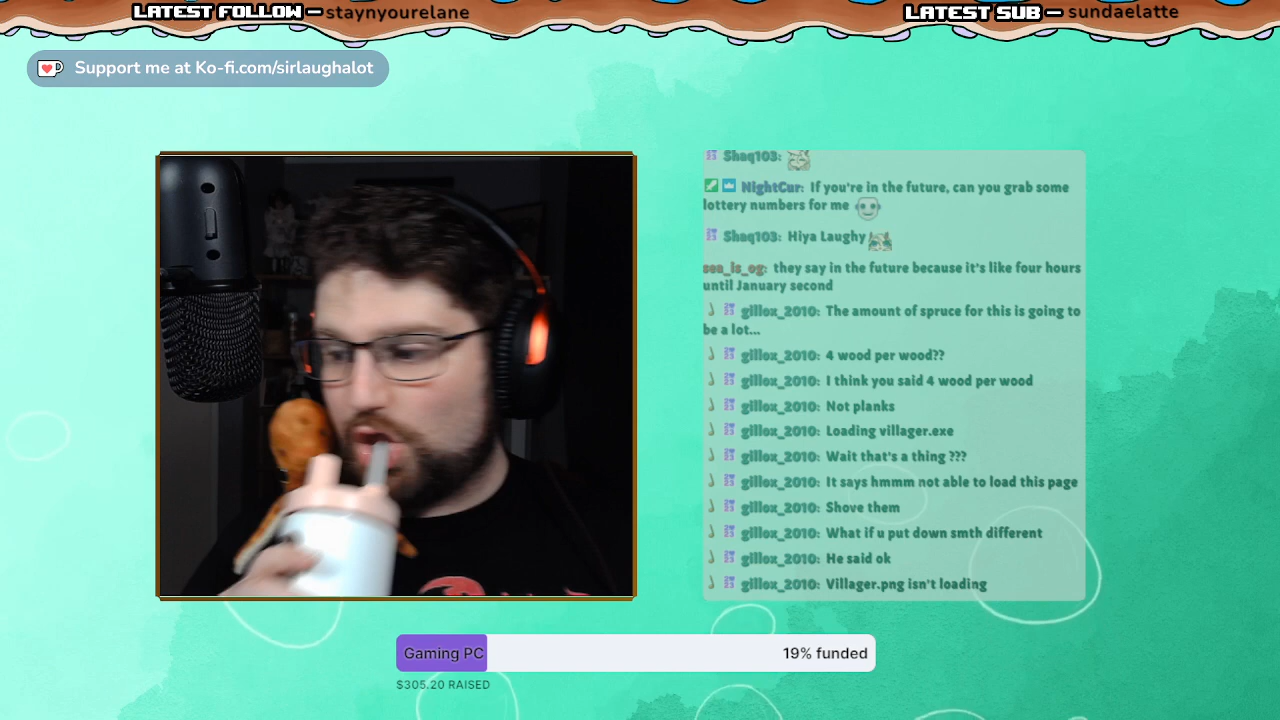 LATEST FOLLOW – staynyourelane
LATEST SUB – sundaelatte
Support me at Ko-fi.com/sirlaughalot
Shaq103:
NightCur: If you're in the future, can you grab some
lottery numbers for me
Shaq103: Hiya Laughy
sea_is_og: they say in the future because it's like four hours
until January second
gillox_2010: The amount of spruce for this is going to
be a lot...
gillox_2010: 4 wood per wood??
gillox_2010: I think you said 4 wood per wood
gillox_2010: Not planks
gillox_2010: Loading villager.exe
gillox_2010: Wait that's a thing ???
gillox_2010: It says hmmm not able to load this page
gillox_2010: Shove them
gillox_2010: What if u put down smth different
gillox_2010: He said ok
gillox_2010: Villager.png isn't loading
Gaming PC
19% funded
$305.20 RAISED